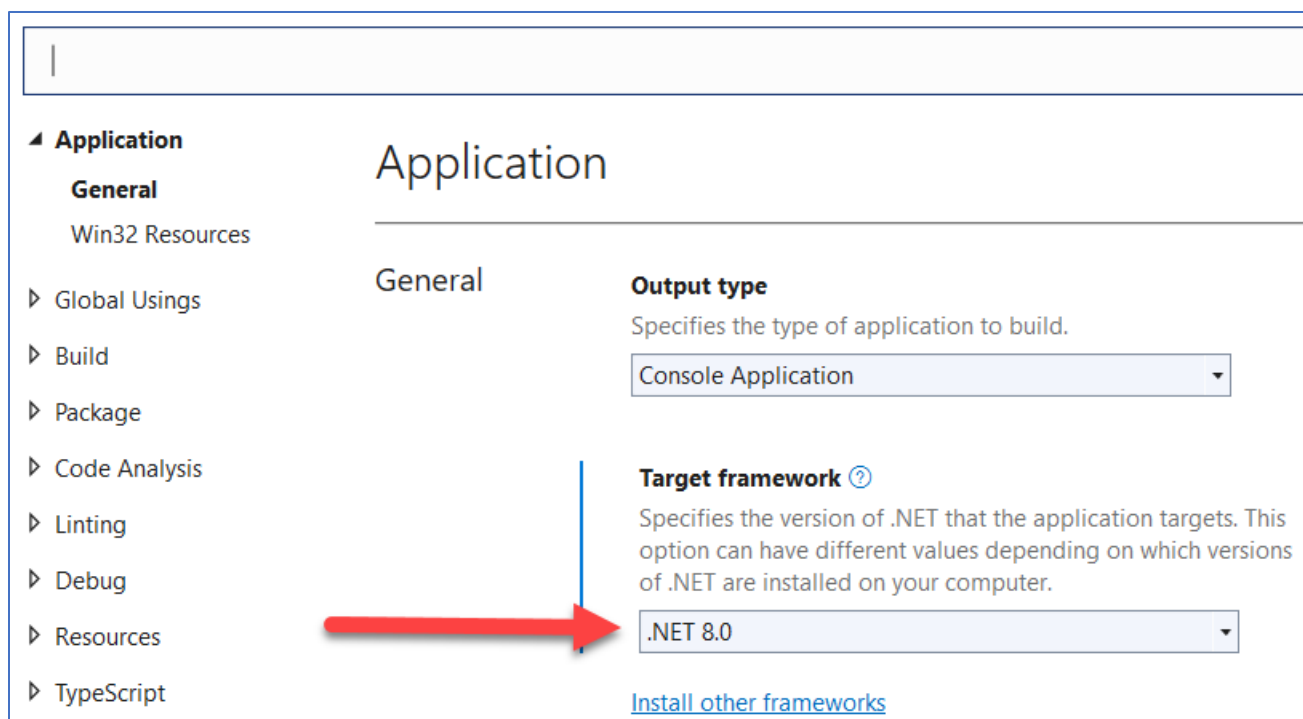 Application
General
Win32 Resources
Global Usings
Build
Package
Code Analysis
Linting
Debug
Resources
TypeScript
Application
General
Output type
Specifies the type of application to build.
Console Application
Target framework ?
Specifies the version of .NET that the application targets. This
option can have different values depending on which versions
of .NET are installed on your computer.
.NET 8.0
Install other frameworks